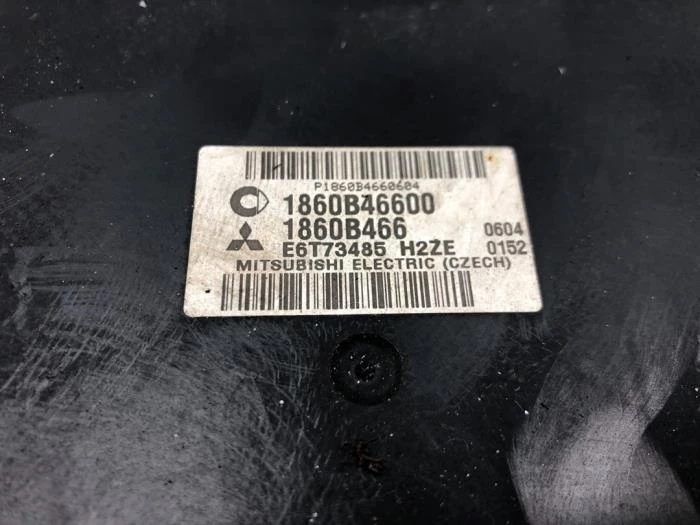 P1860B4660604
1860B46600
1860B466 0604
E6T73485 H2ZE 0152
MITSUBISHI ELECTRIC (CZECH)